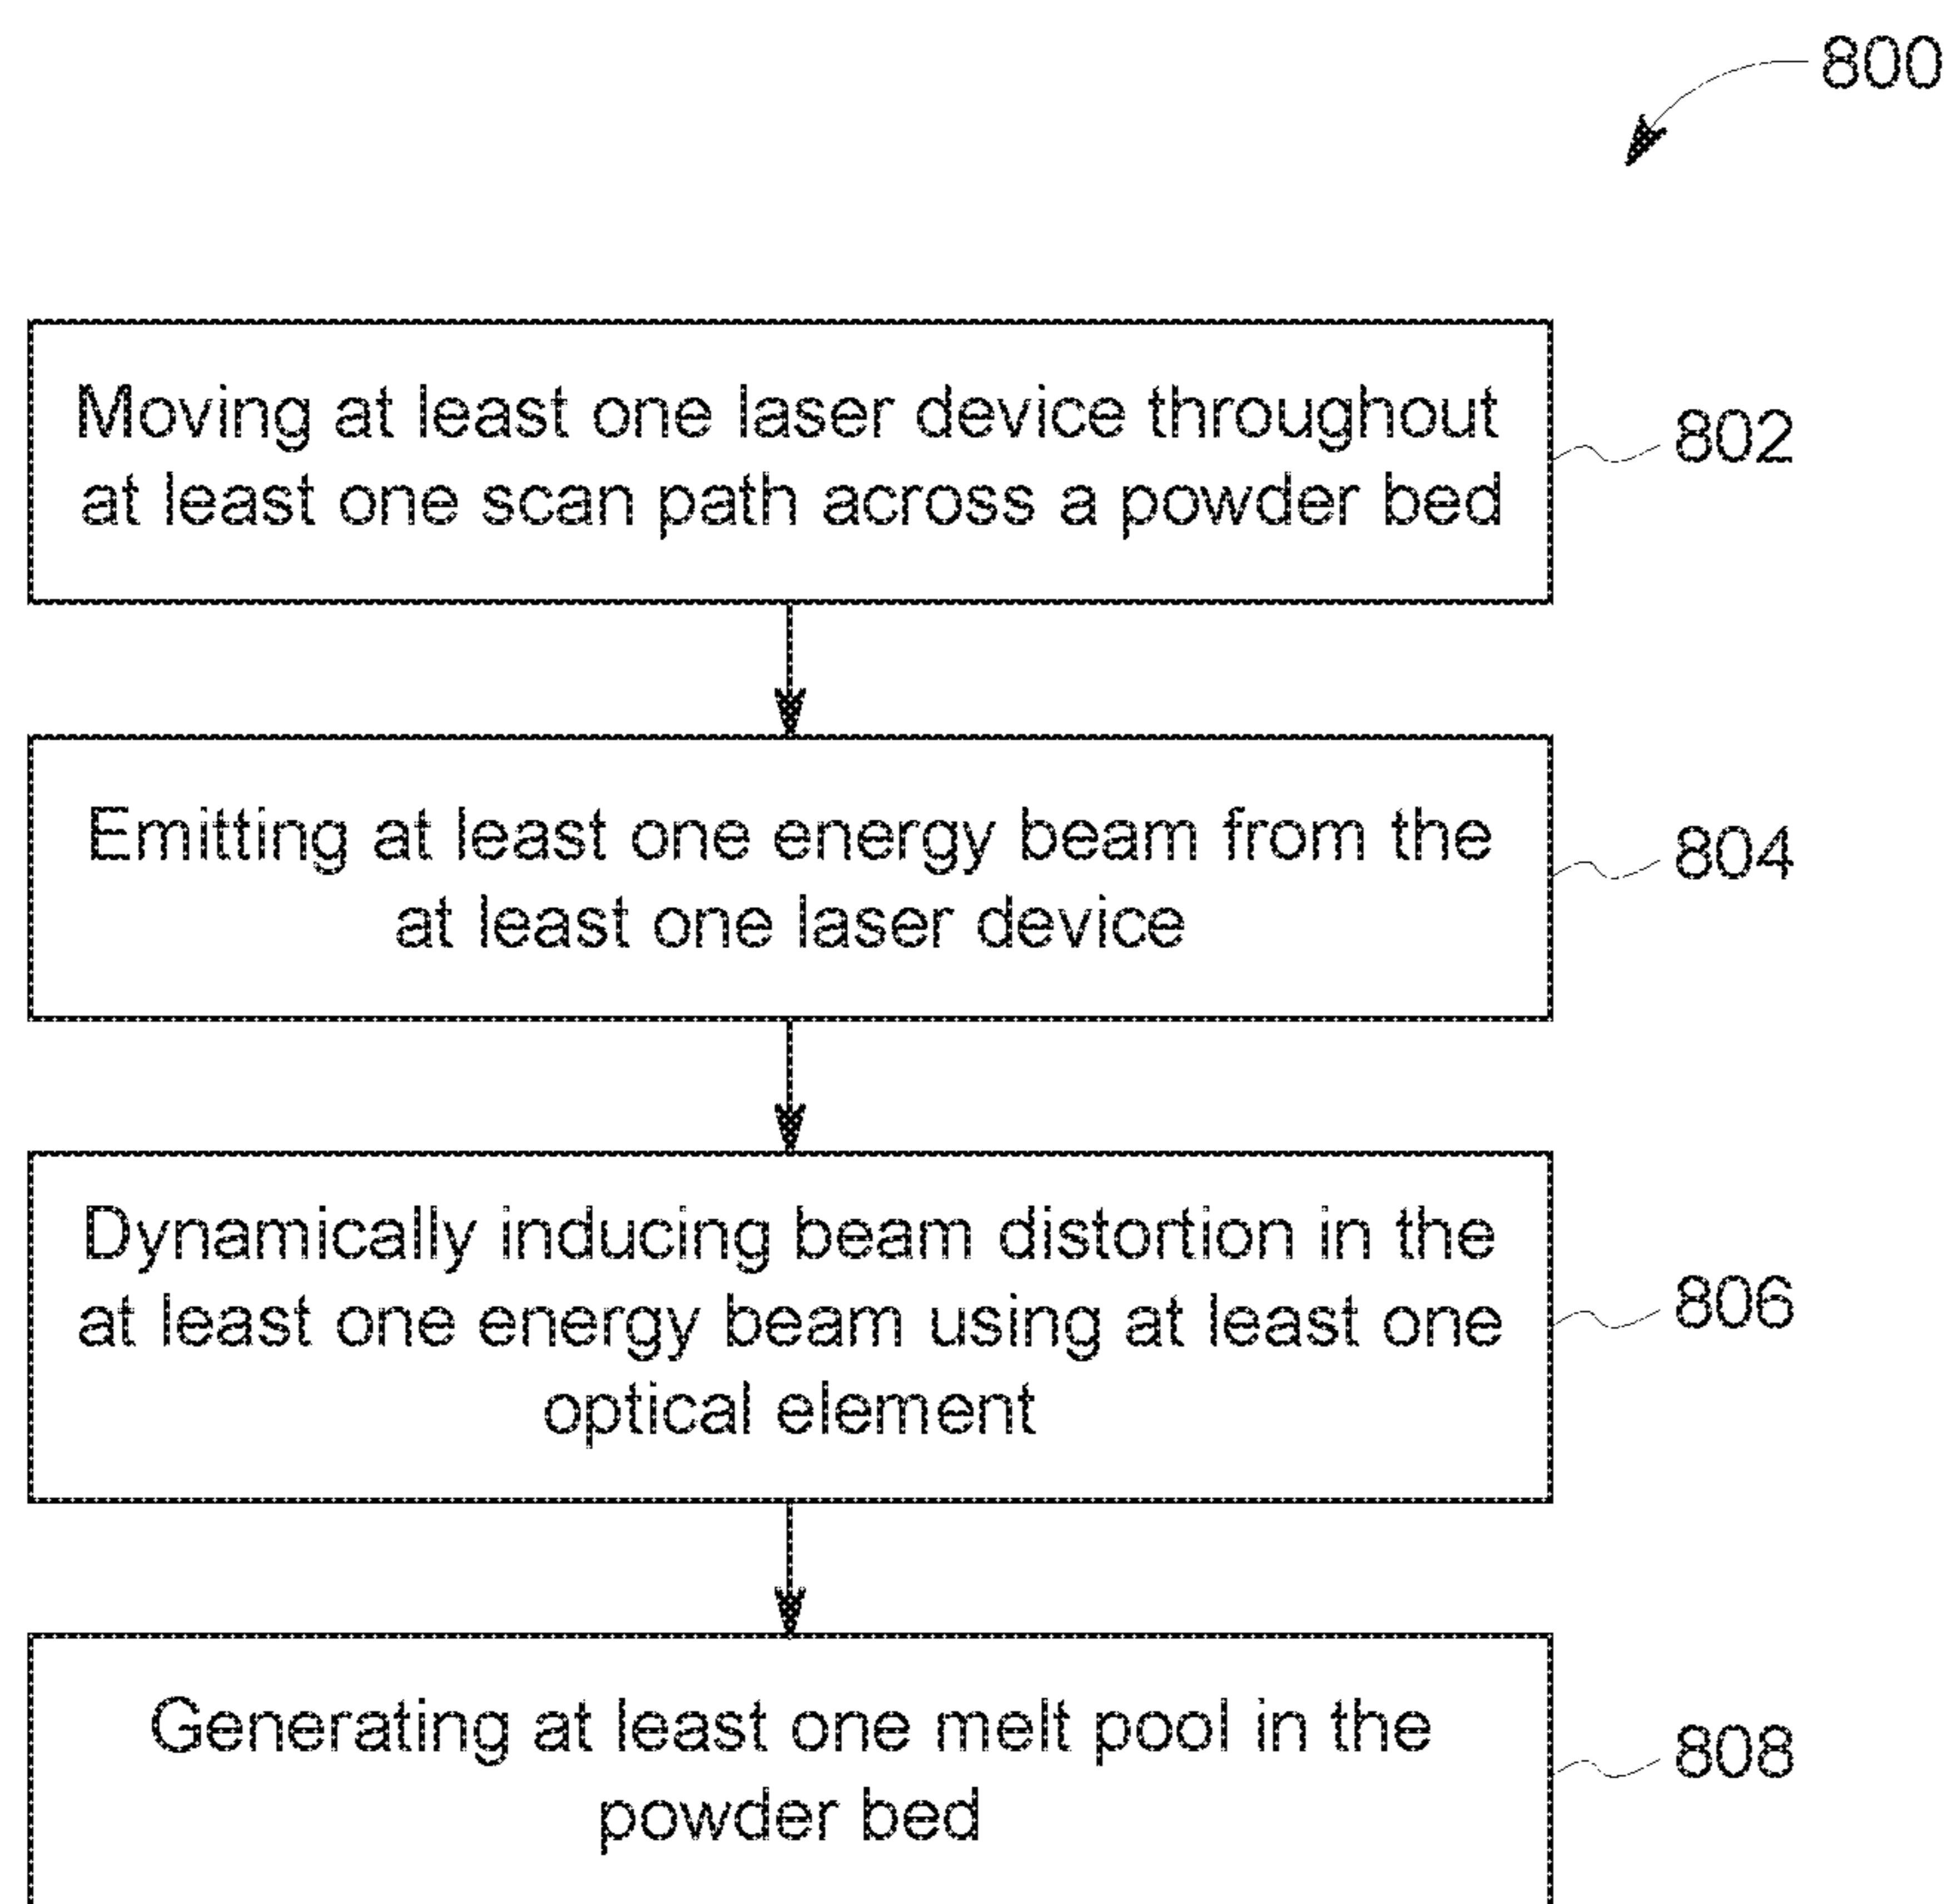 800
Moving at least one laser device throughout
at least one scan path across a powder bed
802
Emitting at least one energy beam from the
at least one laser device
804
Dynamically inducing beam distortion in the
at least one energy beam using at least one
optical element
806
Generating at least one melt pool in the
powder bed
808